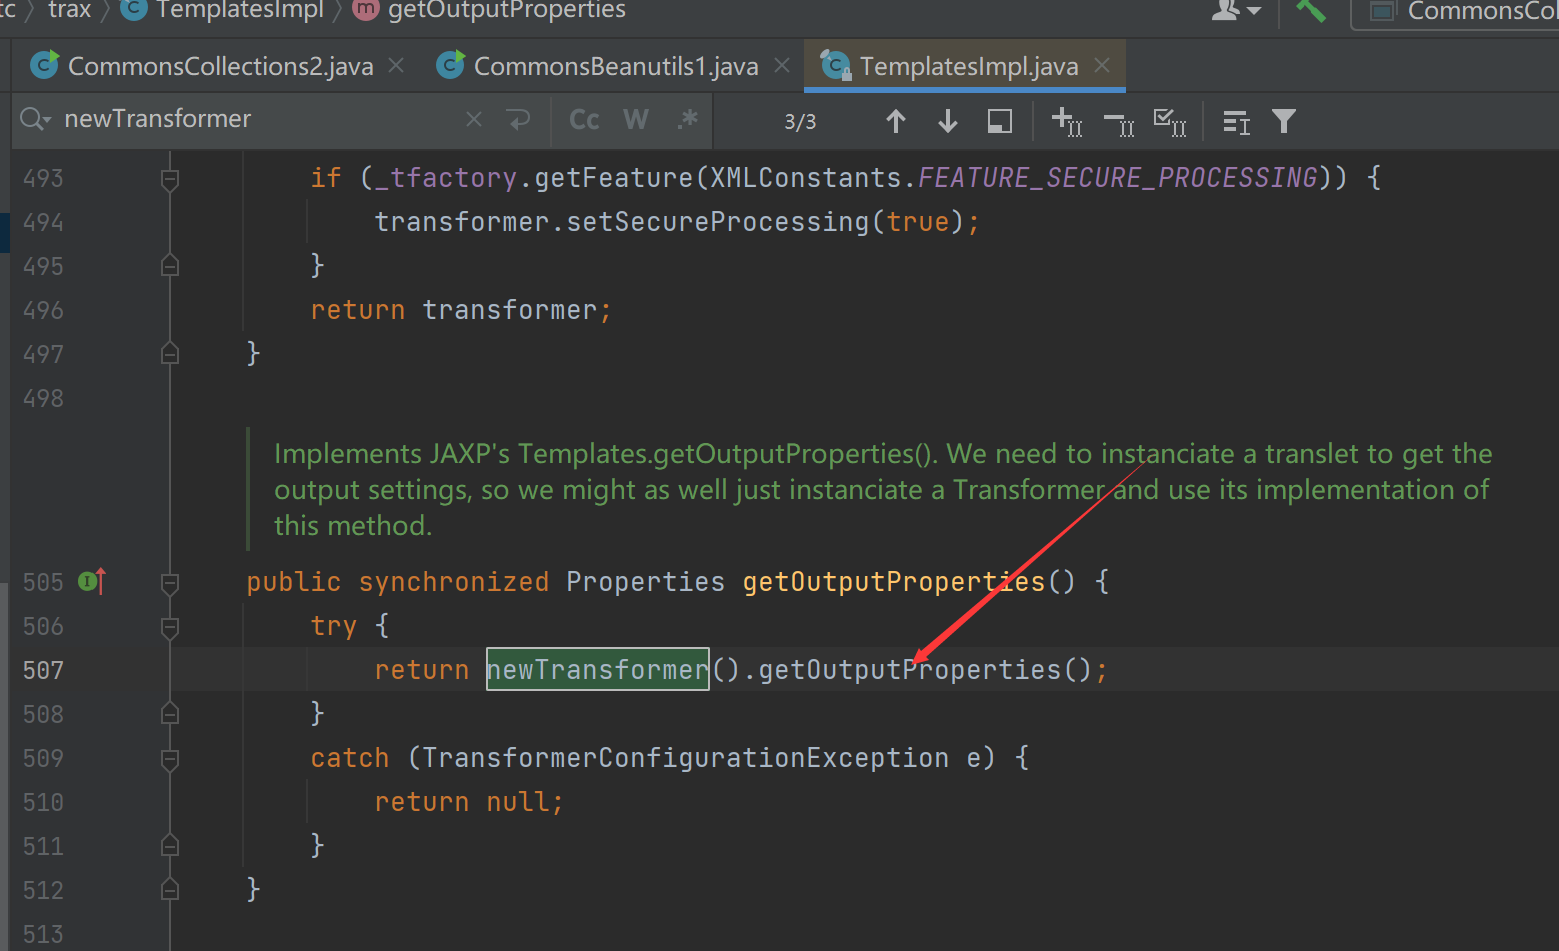 tc trax TemplatesImpl getOutputProperties CommonsCol
CommonsCollections2.java CommonsBeanutils1.java TemplatesImpl.java
newTransformer Cc W .* 3/3
493 if (_tfactory.getFeature(XMLConstants.FEATURE_SECURE_PROCESSING)) {
494 transformer.setSecureProcessing(true);
495 }
496 return transformer;
497 }
498
Implements JAXP's Templates.getOutputProperties(). We need to instanciate a translet to get the
output settings, so we might as well just instanciate a Transformer and use its implementation of
this method.
505 public synchronized Properties getOutputProperties() {
506 try {
507 return newTransformer().getOutputProperties();
508 }
509 catch (TransformerConfigurationException e) {
510 return null;
511 }
512 }
513